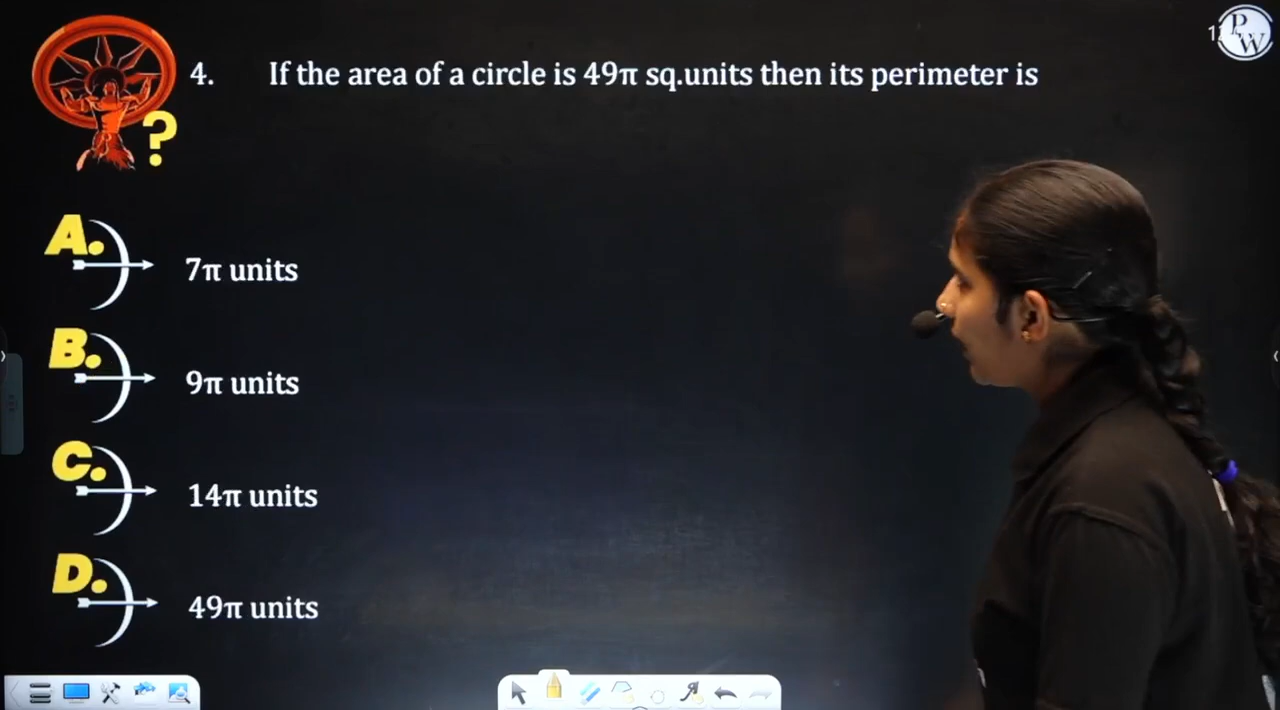 4. If the area of a circle is 49π sq.units then its perimeter is
?
A. 7π units
B. 9π units
C. 14π units
D. 49π units
PW